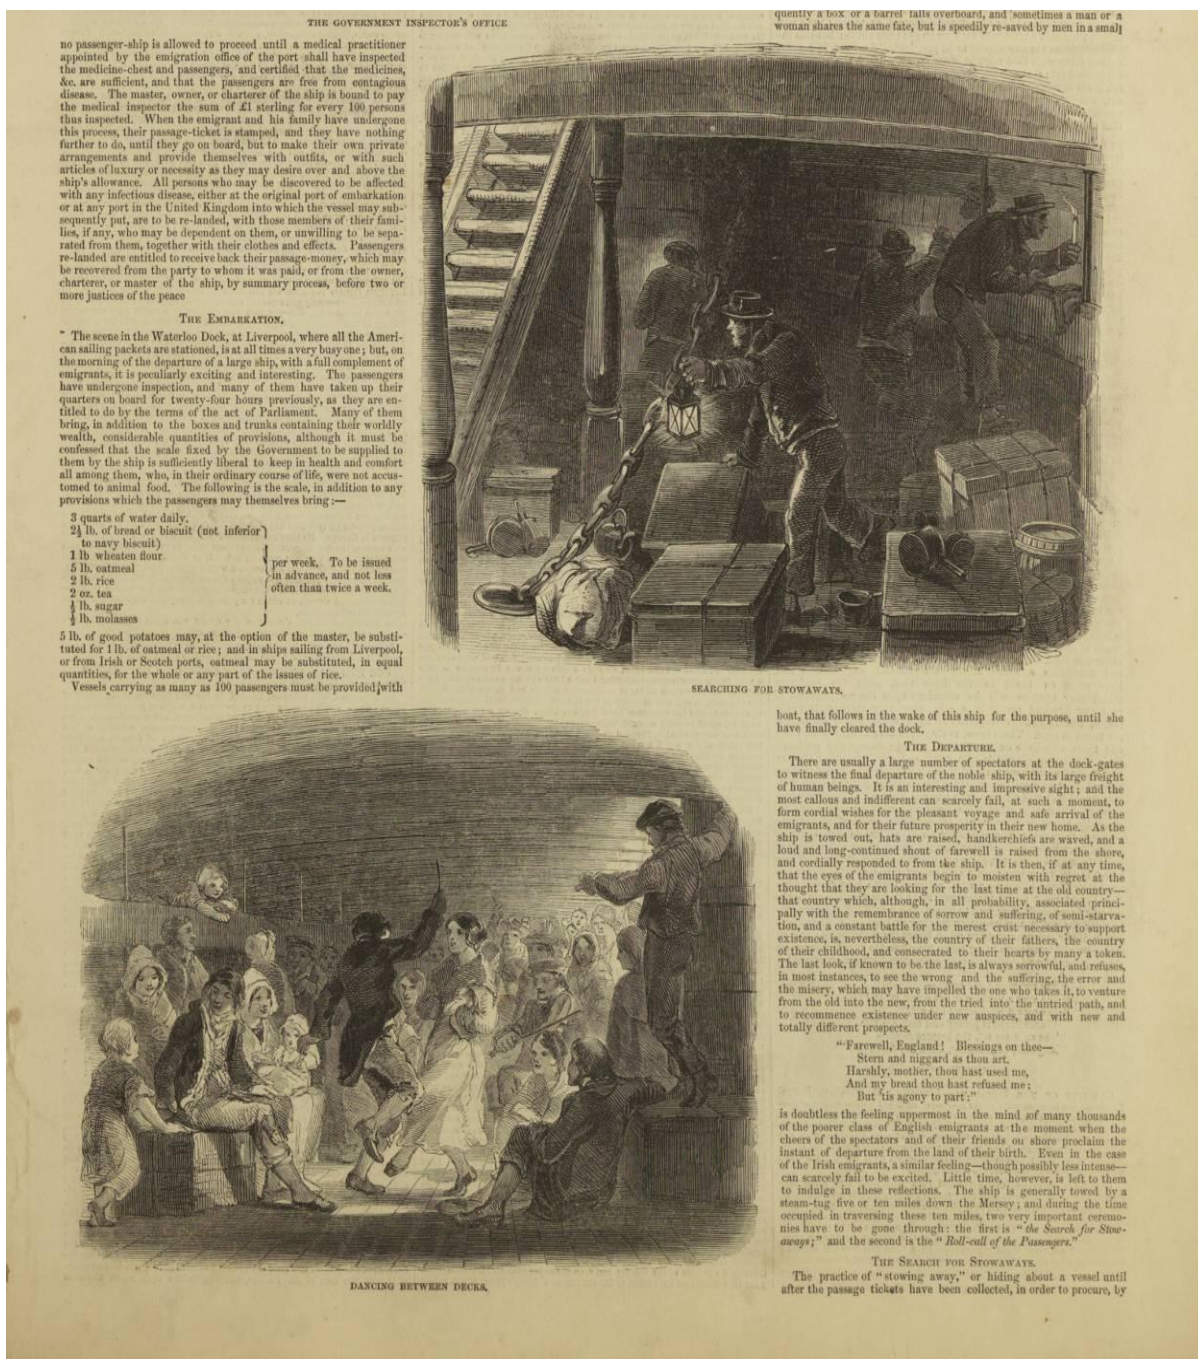 THE GOVERNMENT INSPECTOR'S OFFICE
no passenger-ship is allowed to proceed until a medical practitioner
appointed by the emigration office of the port shall have inspected
the medicine-chest and passengers, and certified that the medicines,
&c. are sufficient, and that the passengers are free from contagious
disease. The master, owner, or charterer of the ship is bound to pay
the medical inspector the sum of £1 sterling for every 100 persons
thus inspected. When the emigrant and his family have undergone
this process, their passage-ticket is stamped, and they have nothing
further to do, until they go on board, but to make their own private
arrangements and provide themselves with outfits, or with such
articles of luxury or necessity as they may desire over and above the
ship's allowance. All persons who may be discovered to be affected
with any infectious disease, either at the original port of embarkation
or at any port in the United Kingdom into which the vessel may sub-
sequently put, are to be re-landed, with those members of their fami-
lies, if any, who may be dependent on them, or unwilling to be sepa-
rated from them, together with their clothes and effects. Passengers
re-landed are entitled to receive back their passage-money, which may
be recovered from the party to whom it was paid, or from the owner,
charterer, or master of the ship, by summary process, before two or
more justices of the peace
THE EMBARKATION.
The scene in the Waterloo Dock, at Liverpool, where all the Ameri-
can sailing packets are stationed, is at all times a very busy one; but, on
the morning of the departure of a large ship, with a full complement of
emigrants, it is peculiarly exciting and interesting. The passengers
have undergone inspection, and many of them have taken up their
quarters on board for twenty-four hours previously, as they are en-
titled to do by the terms of the act of Parliament. Many of them
bring, in addition to the boxes and trunks containing their worldly
wealth, considerable quantities of provisions, although it must be
confessed that the scale fixed by the Government to be supplied to
them by the ship is sufficiently liberal to keep in health and comfort
all among them, who, in their ordinary course of life, were not accus-
tomed to animal food. The following is the scale, in addition to any
provisions which the passengers may themselves bring:—
3 quarts of water daily.
2½ lb. of bread or biscuit (not inferior
to navy biscuit)
1 lb wheaten flour
5 lb. oatmeal
2 lb. rice
2 oz. tea
½ lb. sugar
½ lb. molasses
per week. To be issued
in advance, and not less
often than twice a week.
5 lb. of good potatoes may, at the option of the master, be substi-
tuted for 1 lb. of oatmeal or rice; and in ships sailing from Liverpool,
or from Irish or Scotch ports, oatmeal may be substituted, in equal
quantities, for the whole or any part of the issues of rice.
Vessels carrying as many as 100 passengers must be provided with
quently a box or a barrel falls overboard, and sometimes a man or a
woman shares the same fate, but is speedily re-saved by men in a small
SEARCHING FOR STOWAWAYS.
DANCING BETWEEN DECKS.
boat, that follows in the wake of this ship for the purpose, until she
have finally cleared the dock.
THE DEPARTURE.
There are usually a large number of spectators at the dock-gates
to witness the final departure of the noble ship, with its large freight
of human beings. It is an interesting and impressive sight; and the
most callous and indifferent can scarcely fail, at such a moment, to
form cordial wishes for the pleasant voyage and safe arrival of the
emigrants, and for their future prosperity in their new home. As the
ship is towed out, hats are raised, handkerchiefs are waved, and a
loud and long-continued shout of farewell is raised from the shore,
and cordially responded to from the ship. It is then, if at any time,
that the eyes of the emigrants begin to moisten with regret at the
thought that they are looking for the last time at the old country—
that country which, although, in all probability, associated princi-
pally with the remembrance of sorrow and suffering, of semi-starva-
tion, and a constant battle for the merest crust necessary to support
existence, is, nevertheless, the country of their fathers, the country
of their childhood, and consecrated to their hearts by many a token.
The last look, if known to be the last, is always sorrowful, and refuses,
in most instances, to see the wrong and the suffering, the error and
the misery, which may have impelled the one who takes it, to venture
from the old into the new, from the tried into the untried path, and
to recommence existence under new auspices, and with new and
totally different prospects.
"Farewell, England! Blessings on thee—
Stern and niggard as thou art.
Harshly, mother, thou hast used me,
And my bread thou hast refused me;
But 'tis agony to part:"
is doubtless the feeling uppermost in the mind of many thousands
of the poorer class of English emigrants at the moment when the
cheers of the spectators and of their friends on shore proclaim the
instant of departure from the land of their birth. Even in the case
of the Irish emigrants, a similar feeling—though possibly less intense—
can scarcely fail to be excited. Little time, however, is left to them
to indulge in these reflections. The ship is generally towed by a
steam-tug five or ten miles down the Mersey; and during the time
occupied in traversing these ten miles, two very important ceremo-
nies have to be gone through: the first is "the Search for Stow-
aways;" and the second is the "Roll-call of the Passengers."
THE SEARCH FOR STOWAWAYS.
The practice of "stowing away," or hiding about a vessel until
after the passage tickets have been collected, in order to procure, by